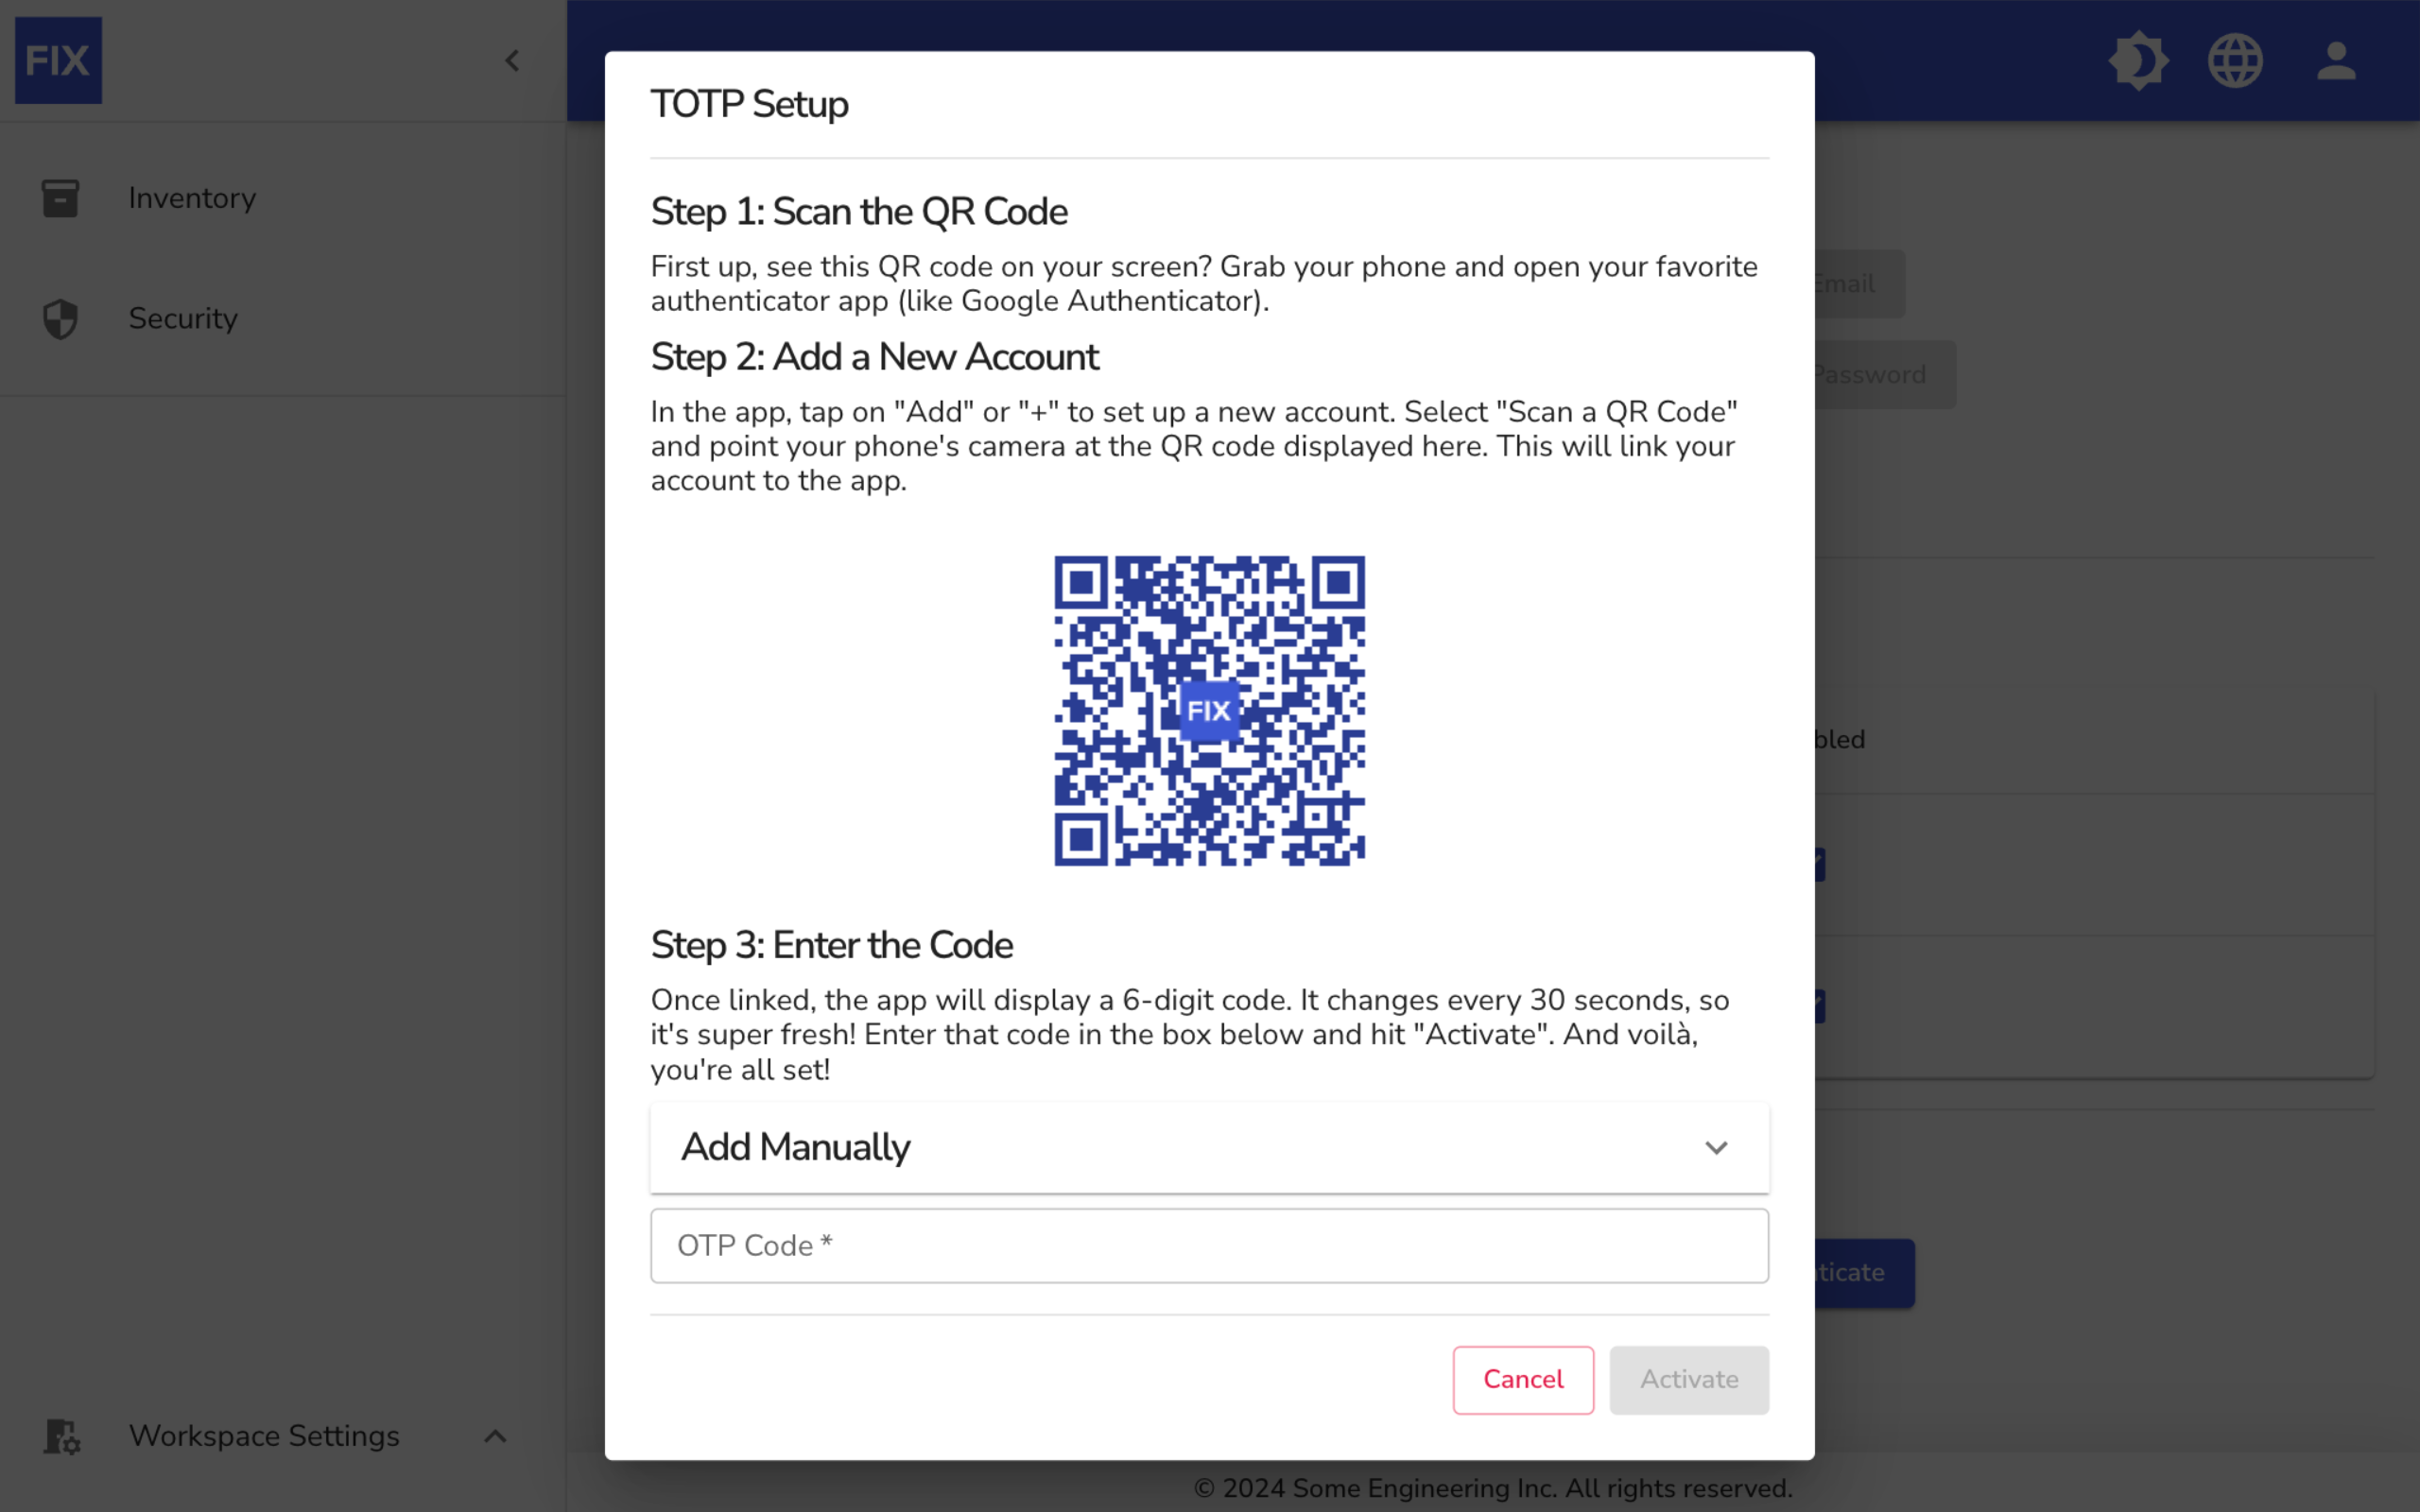 FIX
Inventory
Security
Workspace Settings
TOTP Setup
Step 1: Scan the QR Code
First up, see this QR code on your screen? Grab your phone and open your favorite
authenticator app (like Google Authenticator).
Step 2: Add a New Account
In the app, tap on "Add" or "+" to set up a new account. Select "Scan a QR Code"
and point your phone's camera at the QR code displayed here. This will link your
account to the app.
FIX
Step 3: Enter the Code
Once linked, the app will display a 6-digit code. It changes every 30 seconds, so
it's super fresh! Enter that code in the box below and hit "Activate". And voilà,
you're all set!
Add Manually
OTP Code *
Cancel
Activate
Email
Password
bled
ticate
© 2024 Some Engineering Inc. All rights reserved.